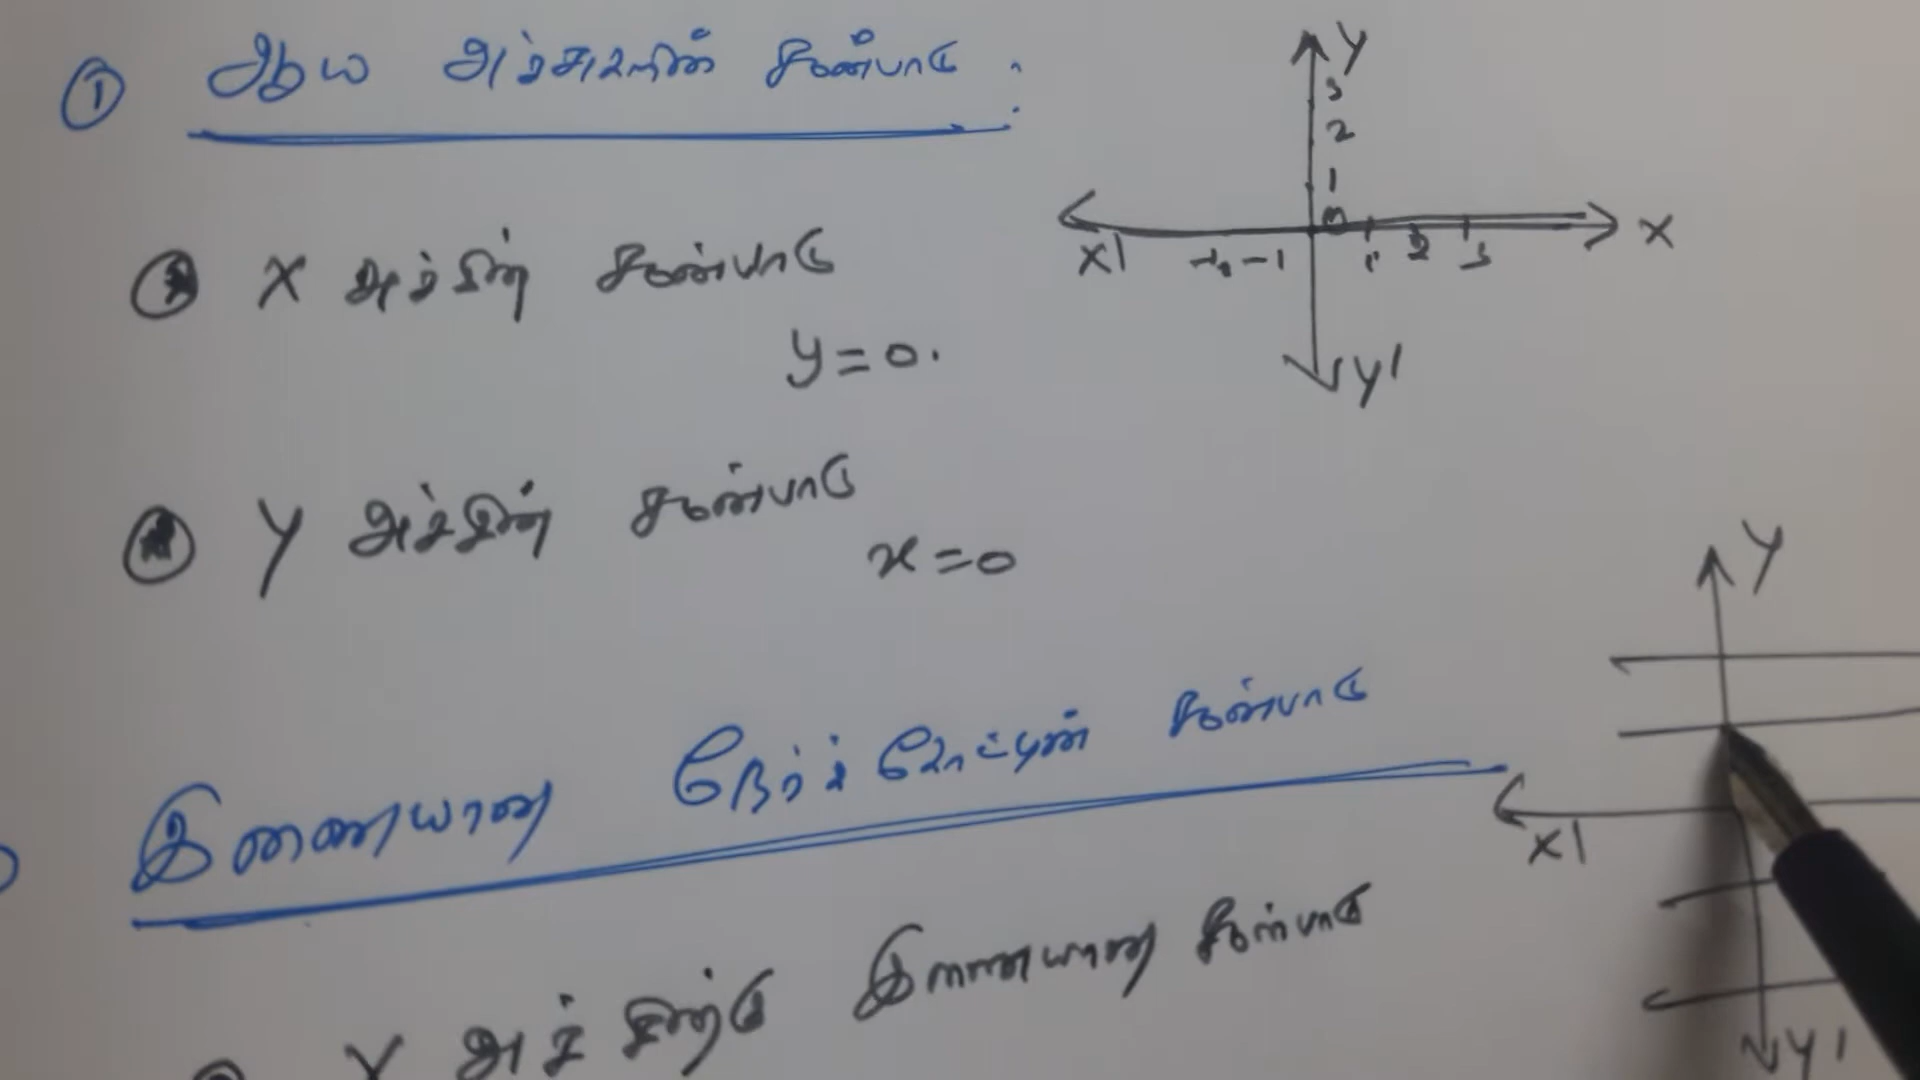 ① ஆய அச்சுகளின் சமன்பாடு :
X அச்சின் சமன்பாடு
y = 0.
Y அச்சின் சமன்பாடு
x = 0
Y
3
2
1
0
X|
-2 -1
1 2 3
X
Y|
இணையான நேர்க்கோட்டின் சமன்பாடு
X அச்சிற்கு இணையான சமன்பாடு
Y
X|
Y|